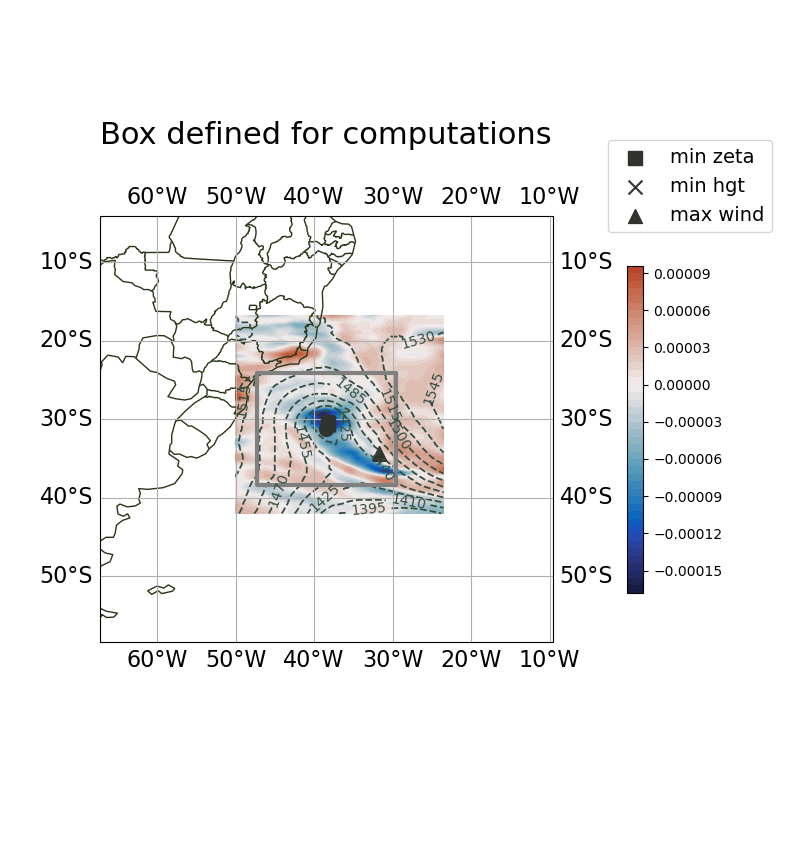 Box defined for computations
min zeta
min hgt
max wind
60°W 50°W 40°W 30°W 20°W 10°W
10°S 10°S
20°S 20°S
30°S 30°S
40°S 40°S
50°S 50°S
60°W 50°W 40°W 30°W 20°W 10°W
1530
1545
1485
1515
1500
1455
1470
1425
1410
1395
0.00009
0.00006
0.00003
0.00000
−0.00003
−0.00006
−0.00009
−0.00012
−0.00015